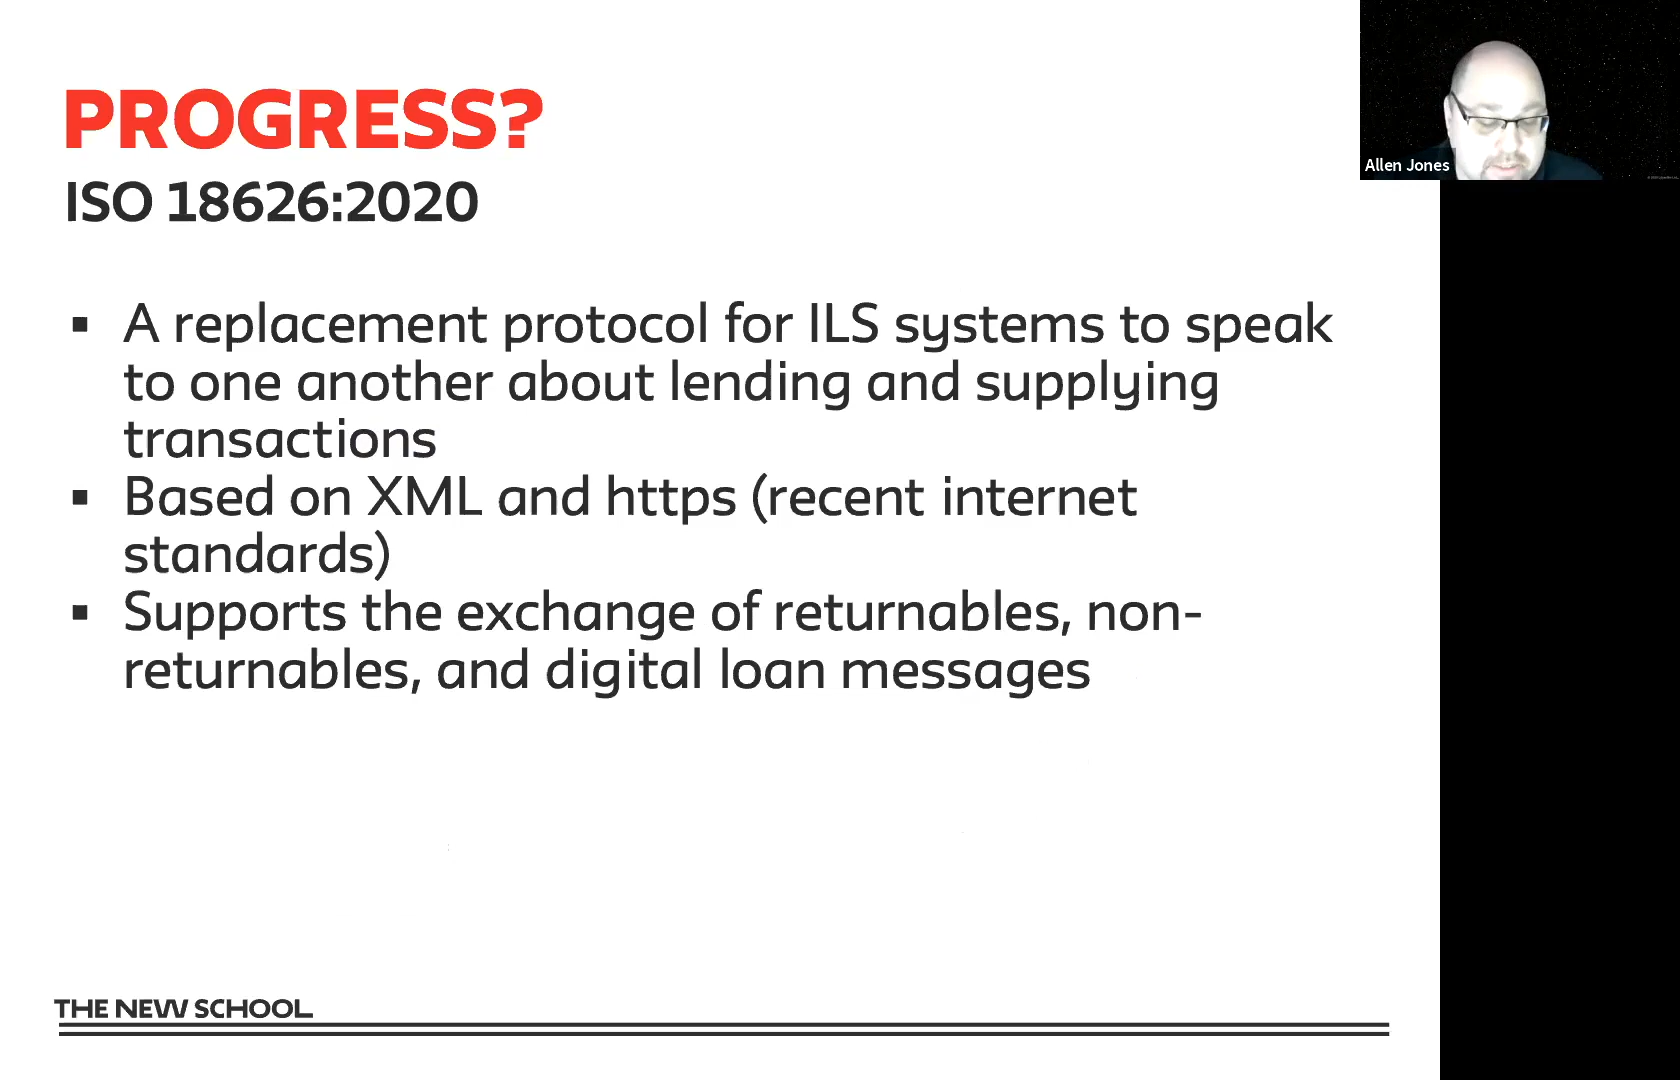 PROGRESS?
ISO 18626:2020
▪ A replacement protocol for ILS systems to speak
to one another about lending and supplying
transactions
▪ Based on XML and https (recent internet
standards)
▪ Supports the exchange of returnables, non-
returnables, and digital loan messages
THE NEW SCHOOL
Allen Jones